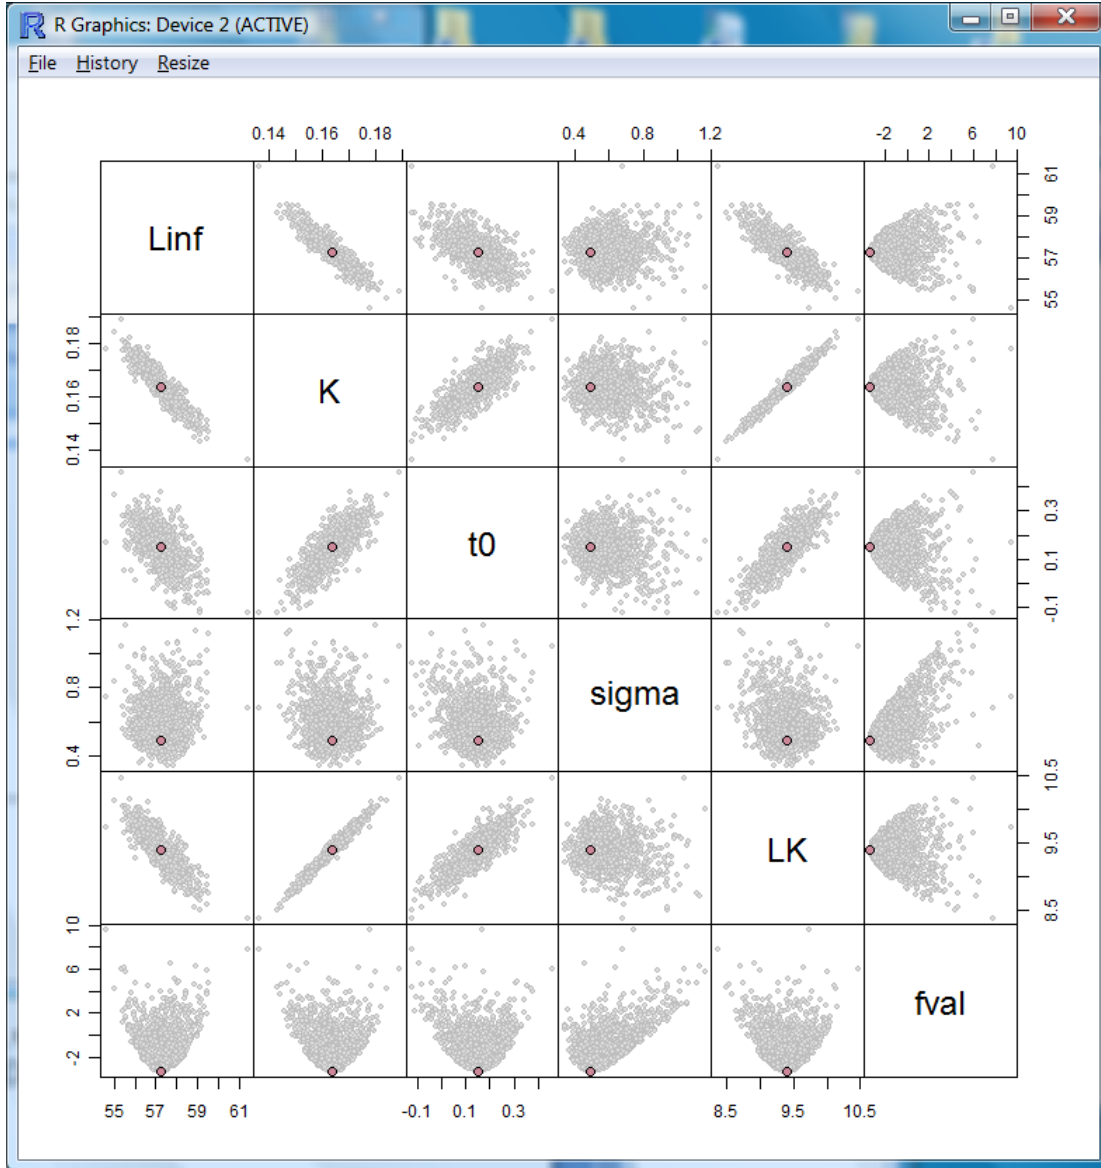 R R Graphics: Device 2 (ACTIVE)
File History Resize
0.14 0.16 0.18 0.4 0.8 1.2 -2 2 6 10
Linf 55 57 59 61
0.14 0.16 0.18 K
t0 -0.1 0.1 0.3
0.4 0.8 1.2 sigma
LK 8.5 9.5 10.5
-2 2 6 10 fval
55 57 59 61 -0.1 0.1 0.3 8.5 9.5 10.5